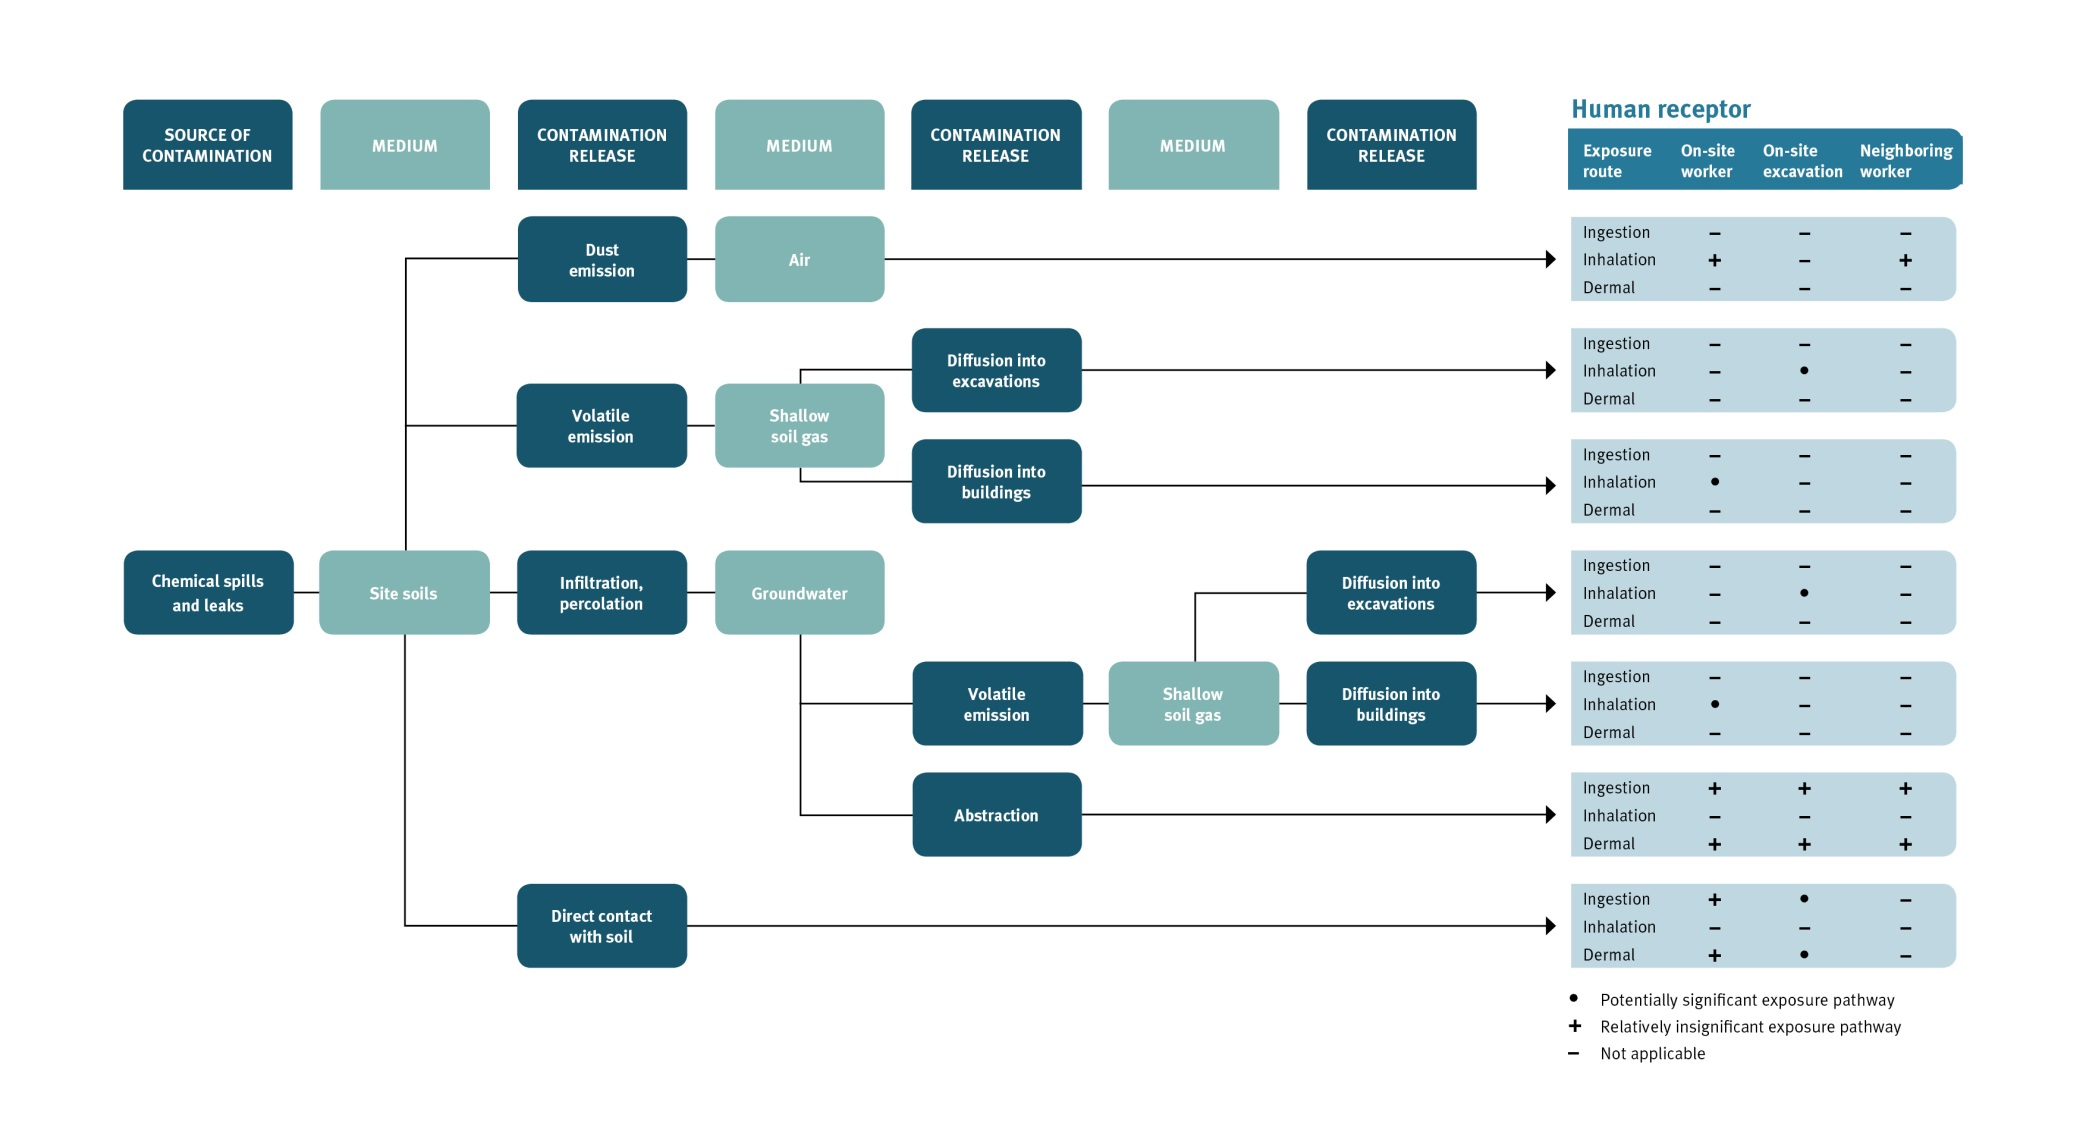 SOURCE OF
CONTAMINATION
MEDIUM
CONTAMINATION
RELEASE
MEDIUM
CONTAMINATION
RELEASE
MEDIUM
CONTAMINATION
RELEASE
Human receptor
Exposure
route
On-site
worker
On-site
excavation
Neighboring
worker
Dust
emission
Air
Ingestion – – –
Inhalation + – +
Dermal – – –
Volatile
emission
Shallow
soil gas
Diffusion into
excavations
Ingestion – – –
Inhalation – • –
Dermal – – –
Diffusion into
buildings
Ingestion – – –
Inhalation • – –
Dermal – – –
Chemical spills
and leaks
Site soils
Infiltration,
percolation
Groundwater
Diffusion into
excavations
Ingestion – – –
Inhalation – • –
Dermal – – –
Volatile
emission
Shallow
soil gas
Diffusion into
buildings
Ingestion – – –
Inhalation • – –
Dermal – – –
Abstraction
Ingestion + + +
Inhalation – – –
Dermal + + +
Direct contact
with soil
Ingestion + • –
Inhalation – – –
Dermal + • –
• Potentially significant exposure pathway
+ Relatively insignificant exposure pathway
– Not applicable